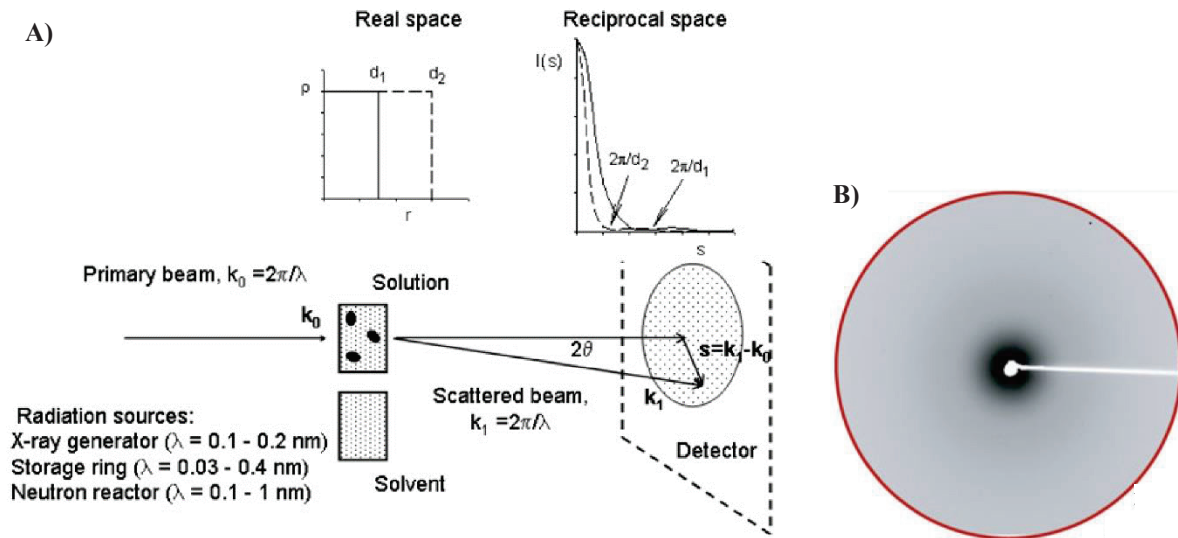 A)
Real space
Reciprocal space
ρ
d₁
d₂
r
I(s)
2π/d₂
2π/d₁
s
Primary beam, k₀ =2π/λ
Solution
k₀
2θ
s=k₁-k₀
k₁
Scattered beam,
k₁ =2π/λ
Radiation sources:
X-ray generator (λ = 0.1 - 0.2 nm)
Storage ring (λ = 0.03 - 0.4 nm)
Neutron reactor (λ = 0.1 - 1 nm)
Solvent
Detector
B)